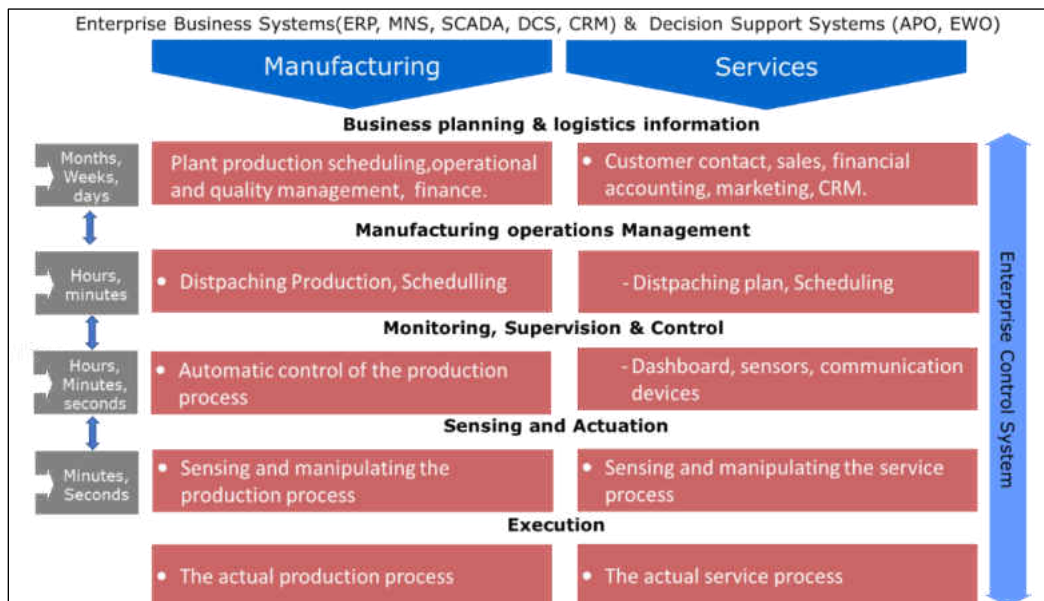 Enterprise Business Systems(ERP, MNS, SCADA, DCS, CRM) & Decision Support Systems (APO, EWO)
Manufacturing
Services
Business planning & logistics information
Months,
Weeks,
days
Plant production scheduling,operational
and quality management, finance.
• Customer contact, sales, financial
accounting, marketing, CRM.
Manufacturing operations Management
Hours,
minutes
• Distpaching Production, Schedulling
- Distpaching plan, Scheduling
Monitoring, Supervision & Control
Hours,
Minutes,
seconds
• Automatic control of the production
process
- Dashboard, sensors, communication
devices
Sensing and Actuation
Minutes,
Seconds
• Sensing and manipulating the
production process
• Sensing and manipulating the service
process
Execution
• The actual production process
• The actual service process
Enterprise Control System